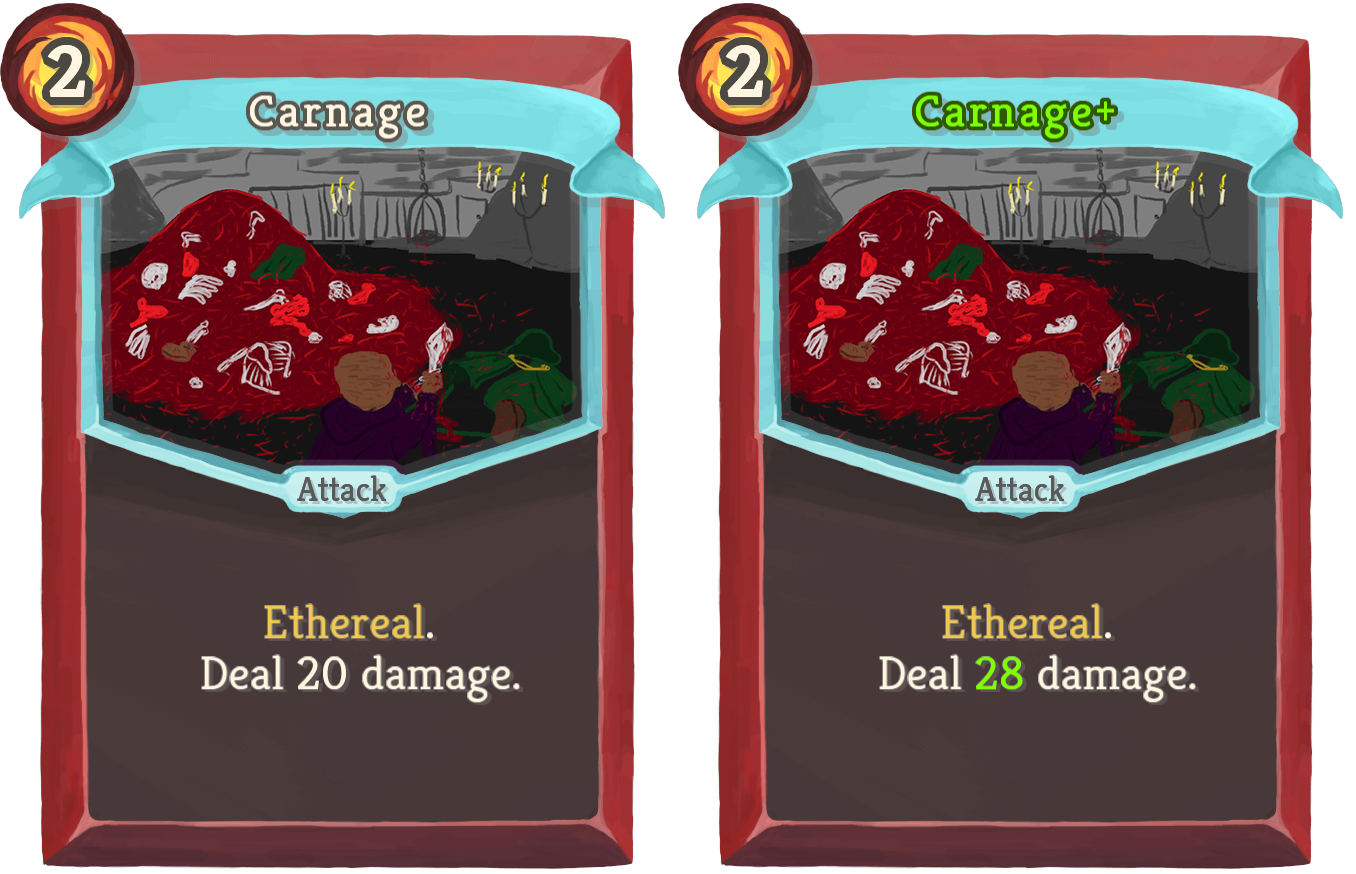 2
Carnage
Attack
Ethereal.
Deal 20 damage.
2
Carnage+
Attack
Ethereal.
Deal 28 damage.